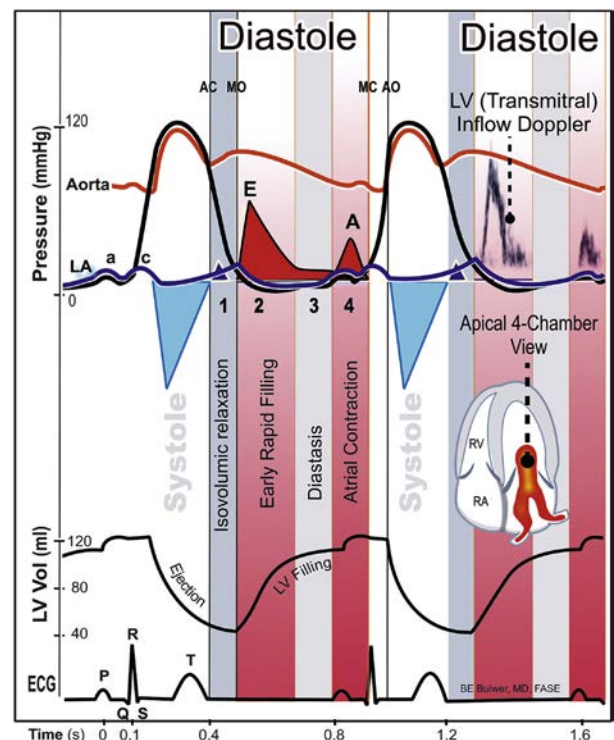 Diastole
Diastole
AC MO
MC AO
LV (Transmitral)
Inflow Doppler
Pressure (mmHg)
120
Aorta
E
A
LA
a
c
0
1
2
3
4
Systole
Isovolumic relaxation
Early Rapid Filling
Diastasis
Atrial Contraction
Systole
Apical 4-Chamber
View
RV
RA
LV Vol (ml)
120
80
40
Ejection
LV Filling
ECG
P
R
Q
S
T
BE Bulwer, MD, FASE
Time (s) 0 0.1 0.4 0.8 1.2 1.6